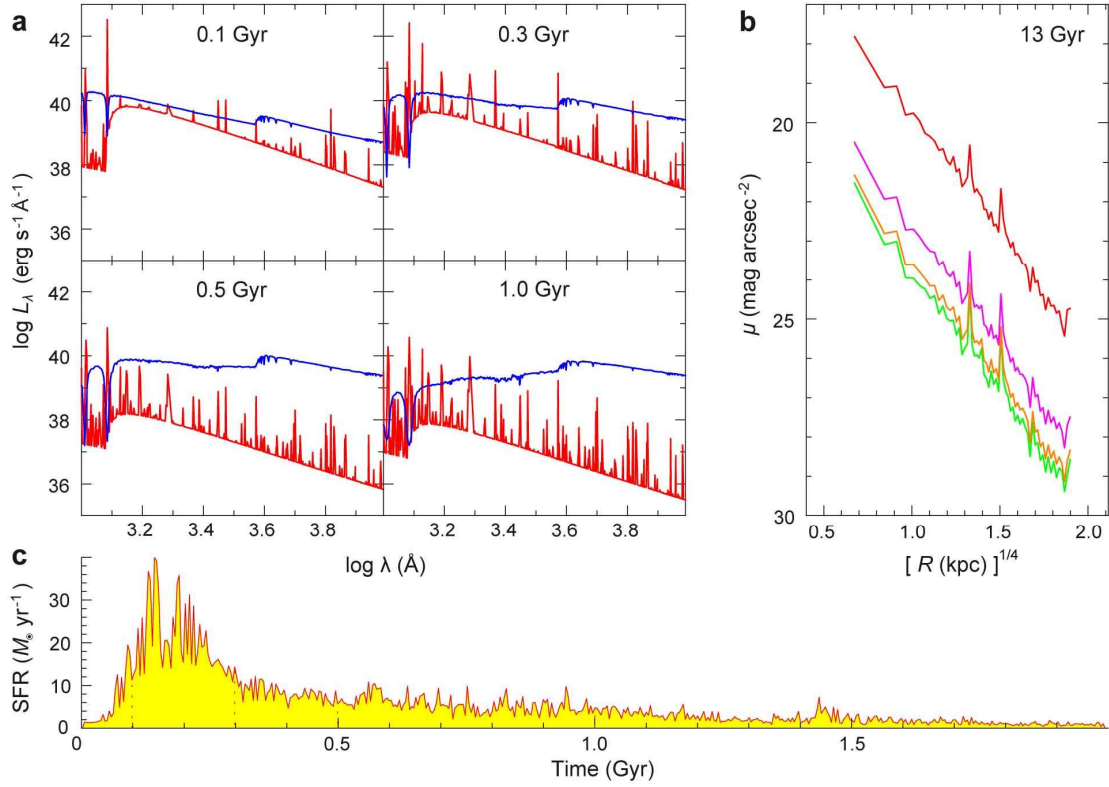 a
0.1 Gyr
0.3 Gyr
0.5 Gyr
1.0 Gyr
42
40
38
36
42
40
38
36
log Lλ (erg s⁻¹ Å⁻¹)
3.2 3.4 3.6 3.8 3.2 3.4 3.6 3.8
log λ (Å)
b
13 Gyr
20
25
30
μ (mag arcsec⁻²)
0.5 1.0 1.5 2.0
[ R (kpc) ]¹/⁴
c
30
20
10
0
SFR (M⊙ yr⁻¹)
0 0.5 1.0 1.5
Time (Gyr)